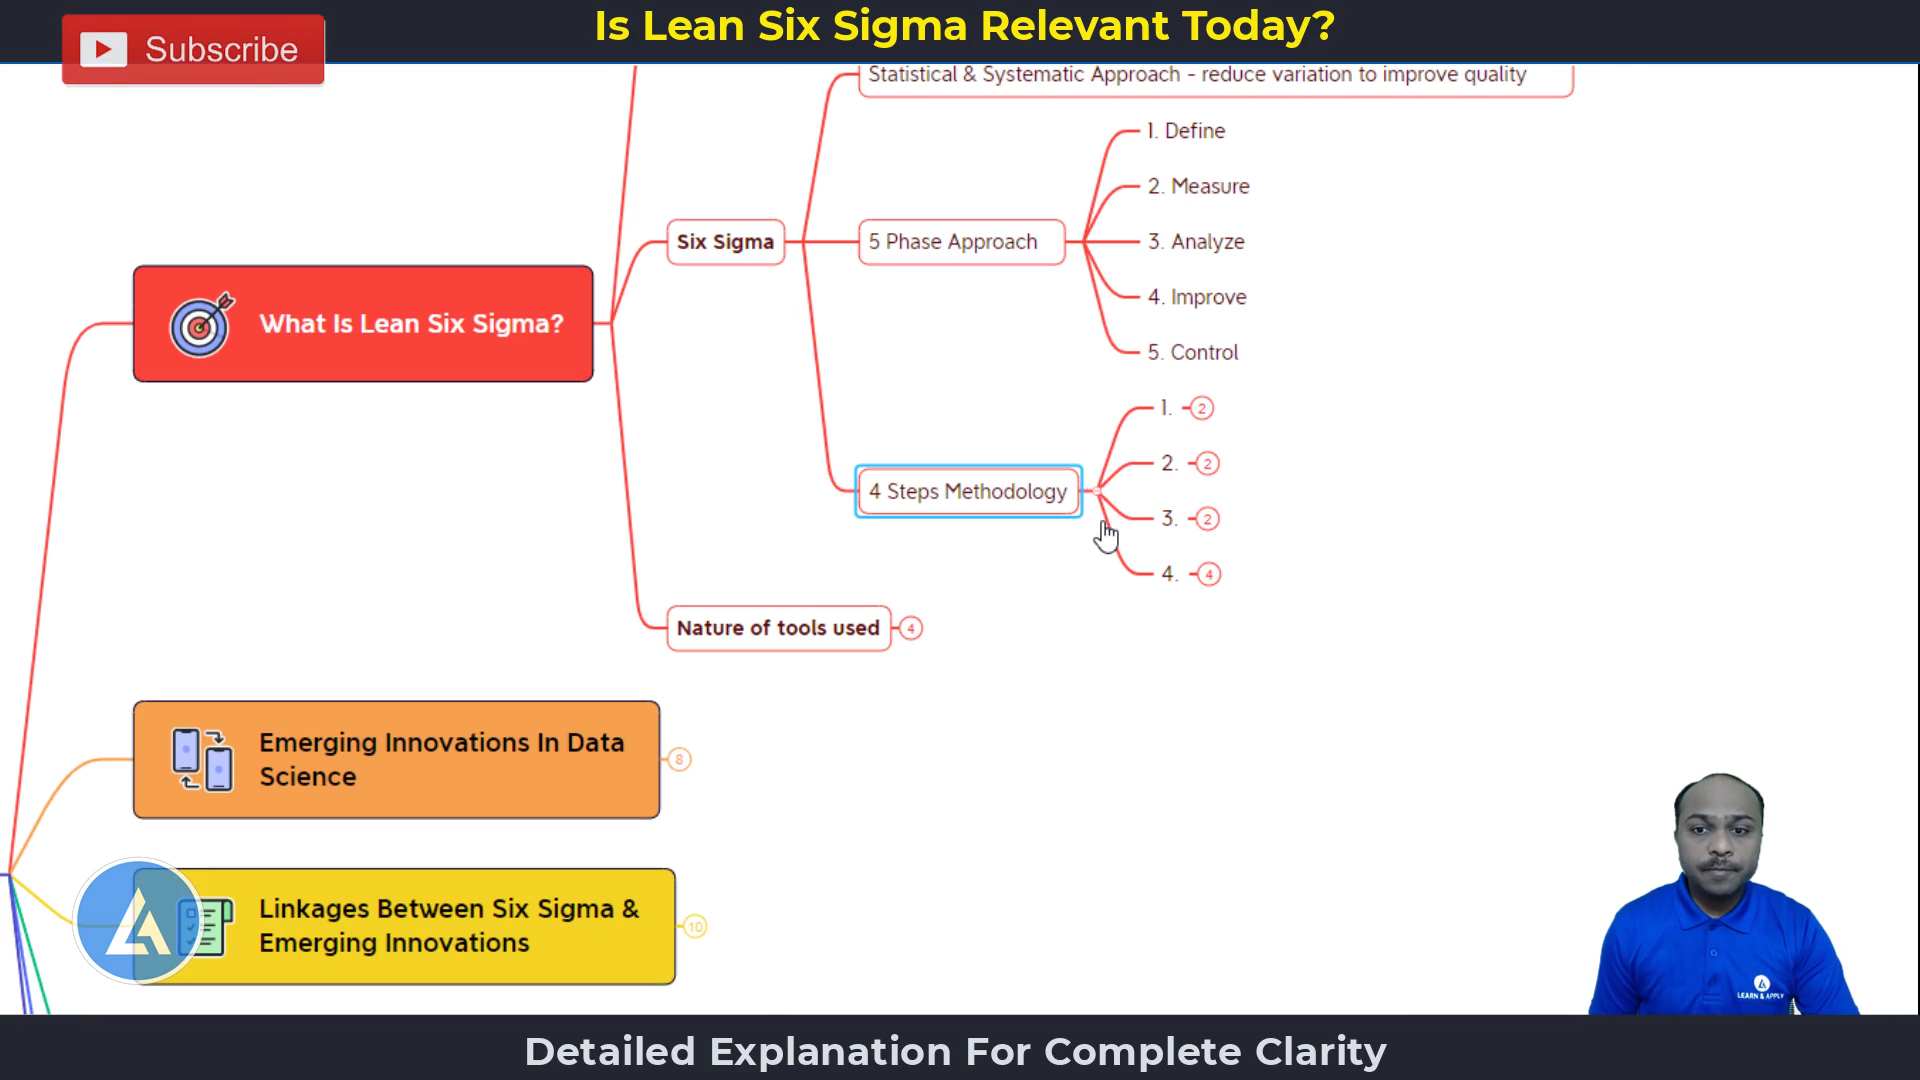 Is Lean Six Sigma Relevant Today?
Subscribe
Statistical & Systematic Approach - reduce variation to improve quality
1. Define
2. Measure
Six Sigma
5 Phase Approach
3. Analyze
4. Improve
What Is Lean Six Sigma?
5. Control
1. 2
2. 2
4 Steps Methodology
3. 2
4. 4
Nature of tools used 4
Emerging Innovations In Data
Science
8
Linkages Between Six Sigma &
Emerging Innovations
10
LEARN & APPLY
Detailed Explanation For Complete Clarity